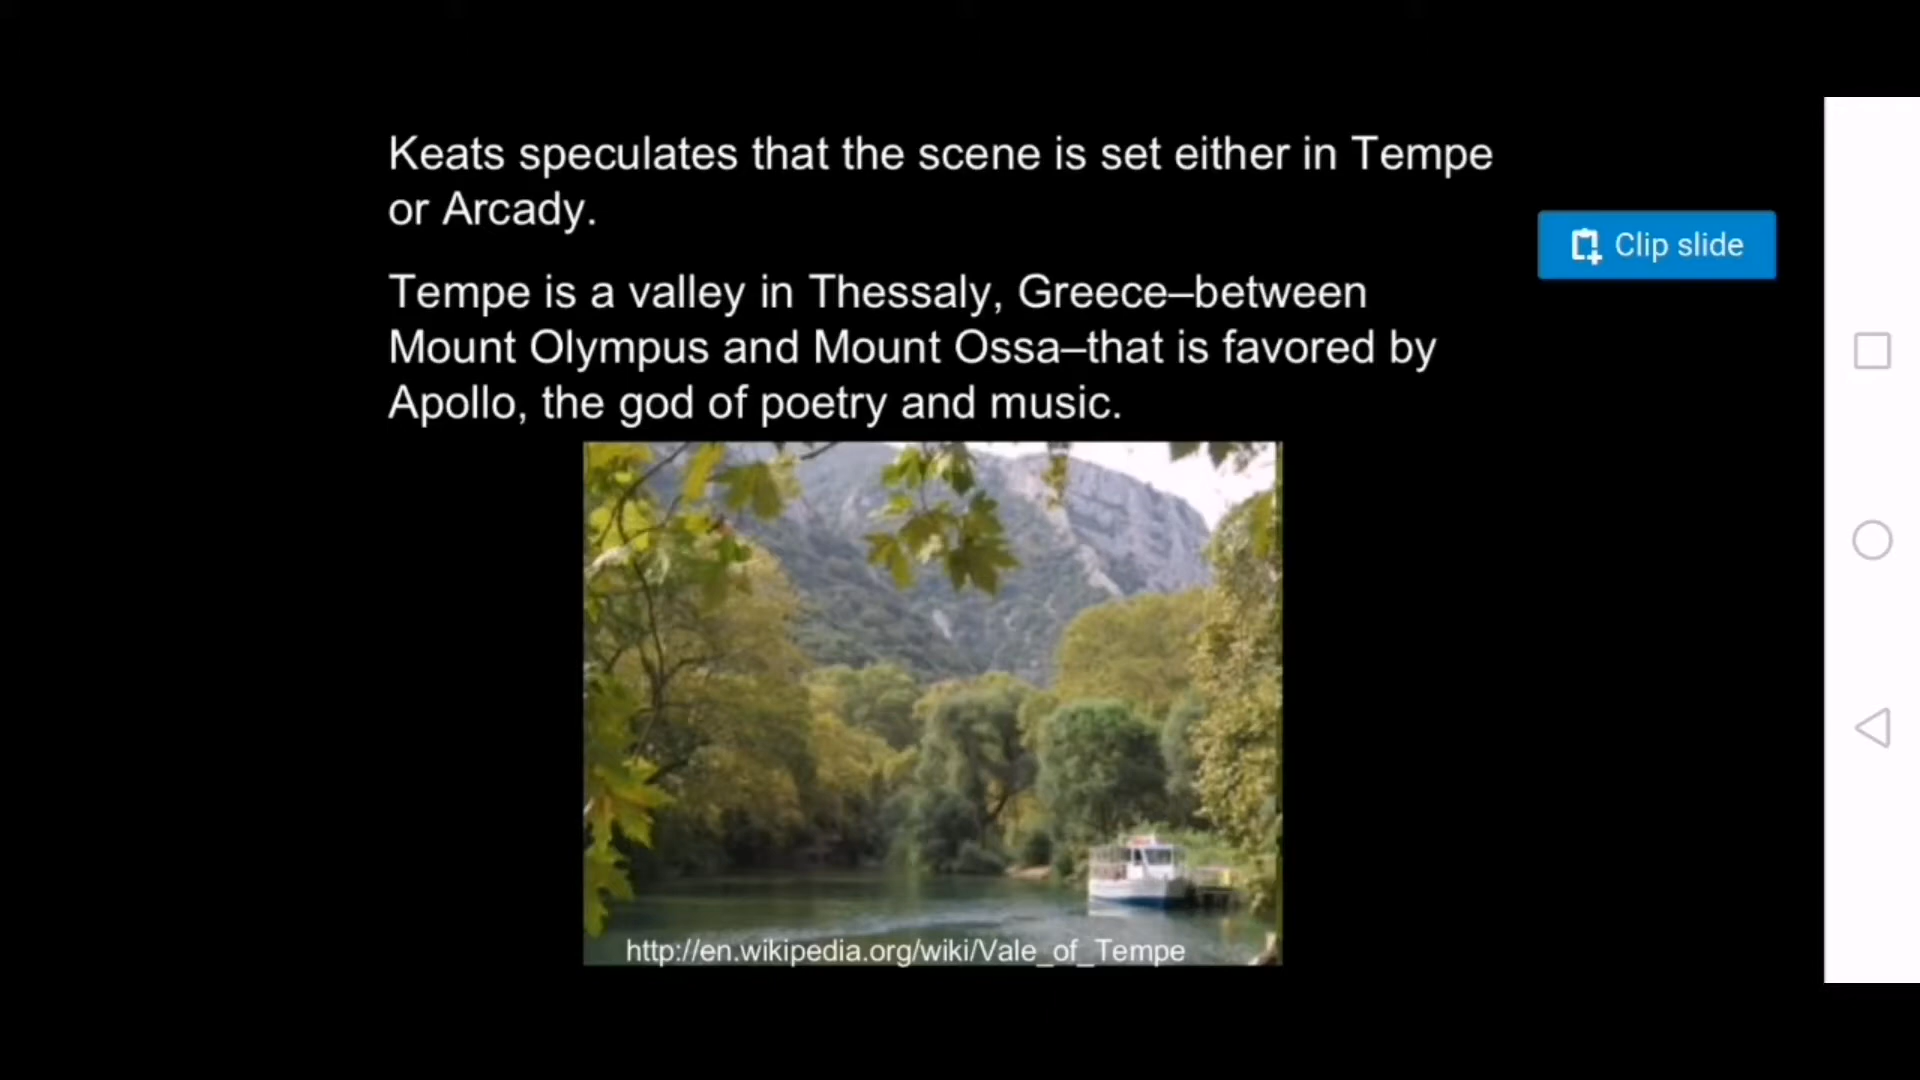 Keats speculates that the scene is set either in Tempe
or Arcady.
Clip slide
Tempe is a valley in Thessaly, Greece–between
Mount Olympus and Mount Ossa–that is favored by
Apollo, the god of poetry and music.
http://en.wikipedia.org/wiki/Vale_of_Tempe